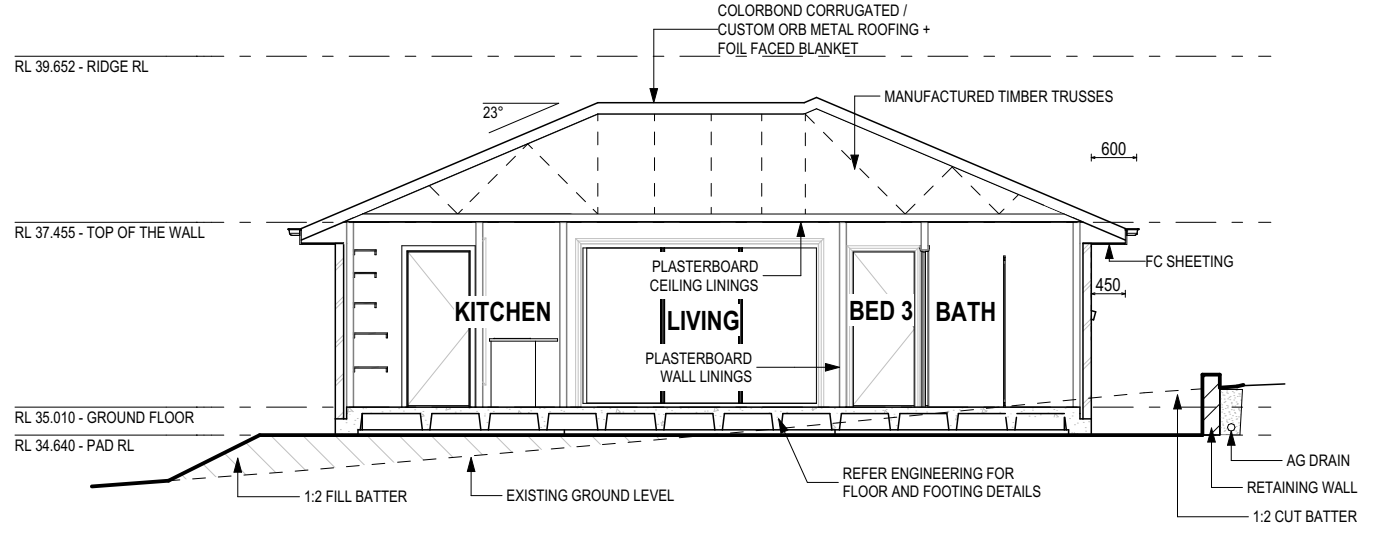 COLORBOND CORRUGATED /
CUSTOM ORB METAL ROOFING +
FOIL FACED BLANKET
RL 39.652 - RIDGE RL
MANUFACTURED TIMBER TRUSSES
23°
600
RL 37.455 - TOP OF THE WALL
FC SHEETING
PLASTERBOARD
CEILING LININGS
450
KITCHEN
LIVING
BED 3
BATH
PLASTERBOARD
WALL LININGS
RL 35.010 - GROUND FLOOR
RL 34.640 - PAD RL
1:2 FILL BATTER
EXISTING GROUND LEVEL
REFER ENGINEERING FOR
FLOOR AND FOOTING DETAILS
AG DRAIN
RETAINING WALL
1:2 CUT BATTER